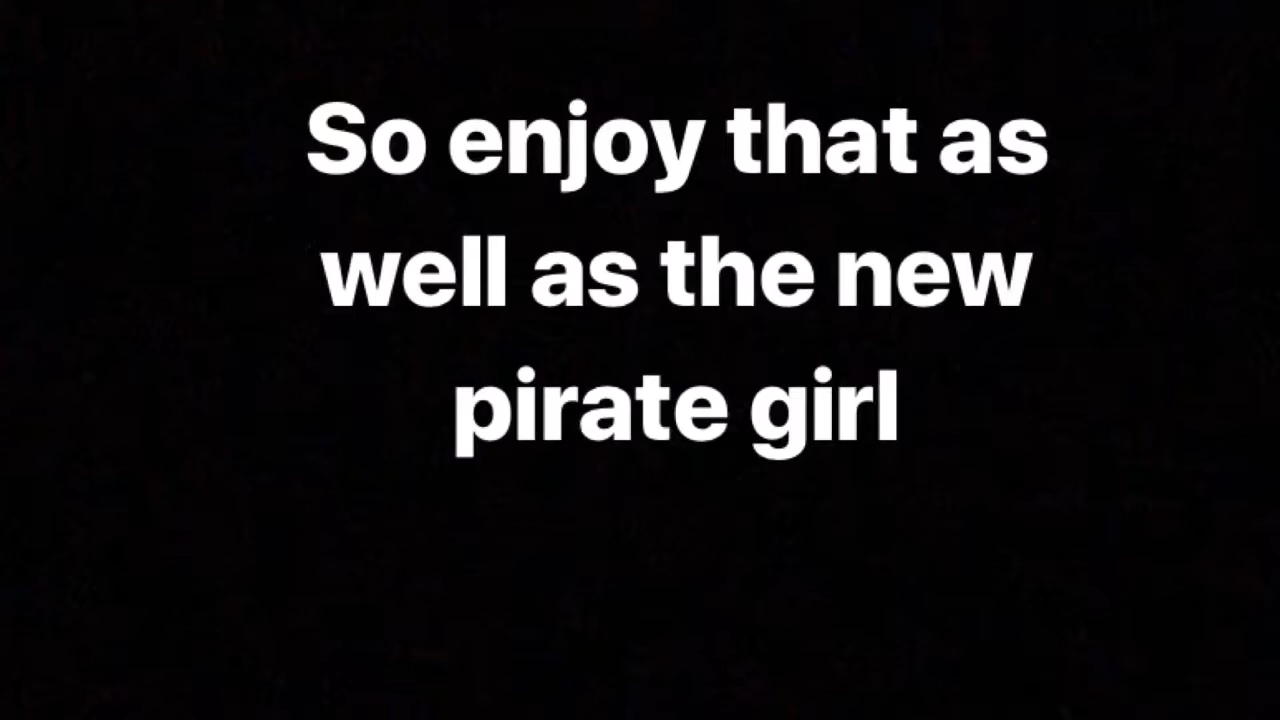 So enjoy that as
well as the new
pirate girl